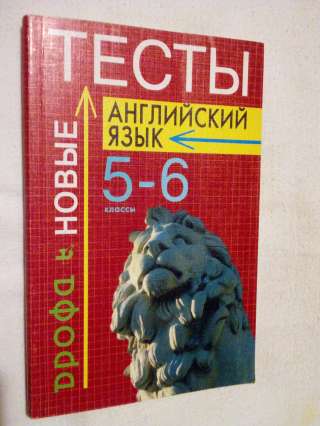 НОВЫЕ
ТЕСТЫ
АНГЛИЙСКИЙ
ЯЗЫК
5-6
классы
дрофа